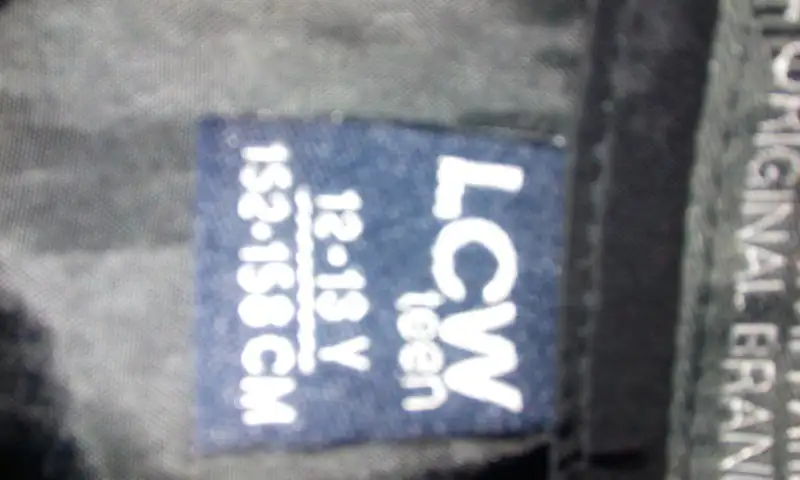 LCW
teen
12-13 Y
152-158 CM
ORIGINAL BRAN